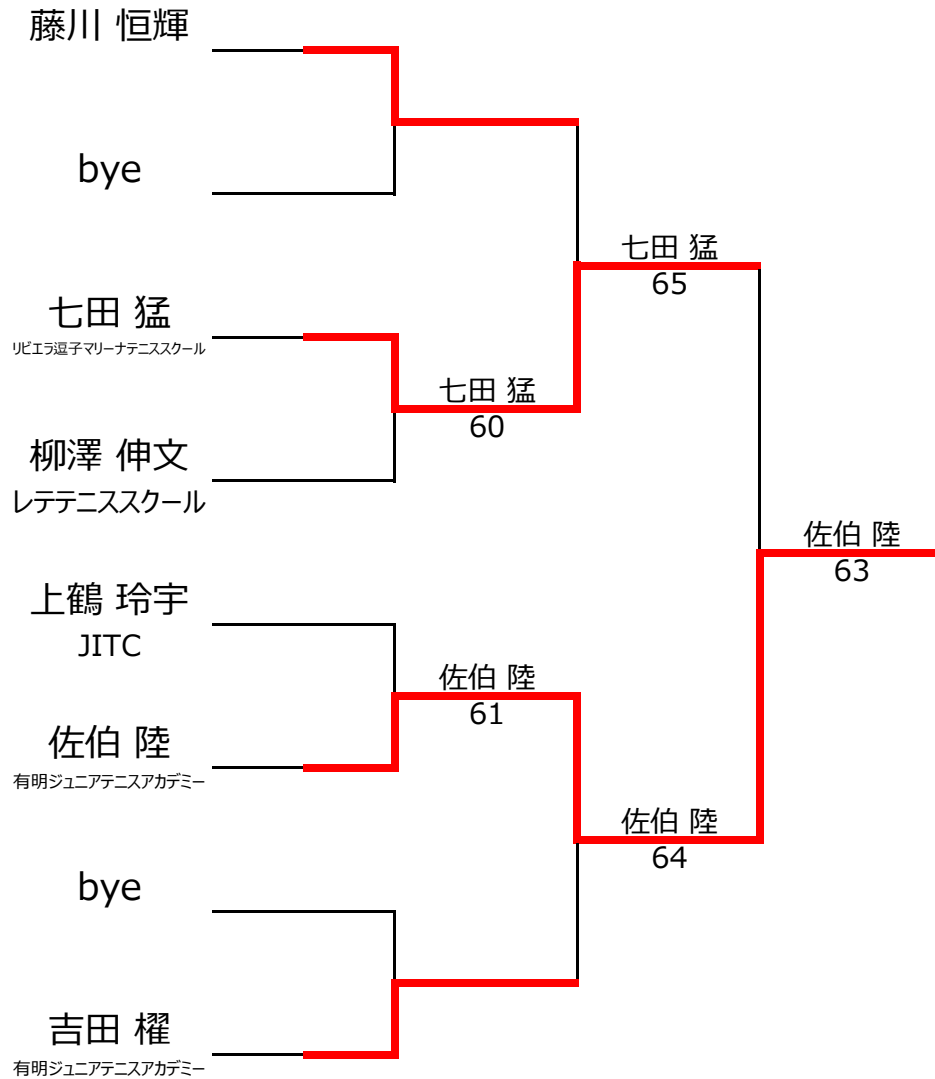 藤川 恒輝
bye
七田 猛
リビエラ逗子マリーナテニススクール
柳澤 伸文
レテテニススクール
上鶴 玲宇
JITC
佐伯 陸
有明ジュニアテニスアカデミー
bye
吉田 櫂
有明ジュニアテニスアカデミー
七田 猛
60
佐伯 陸
61
七田 猛
65
佐伯 陸
64
佐伯 陸
63